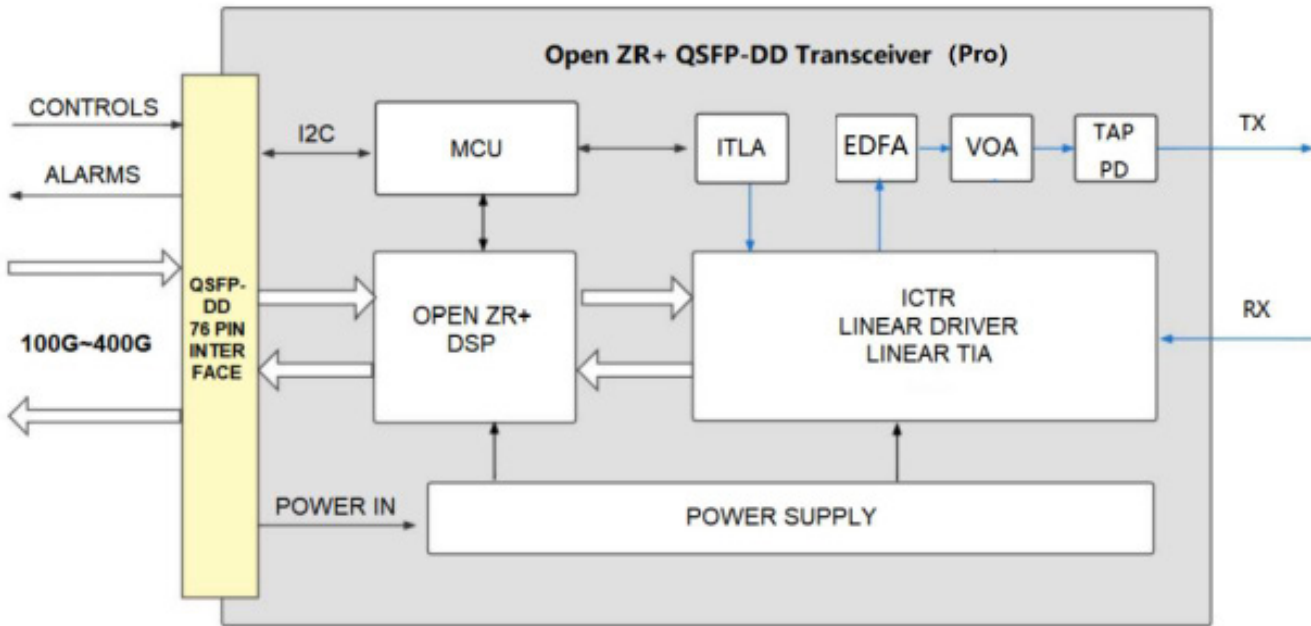 Open ZR+ QSFP-DD Transceiver (Pro)
CONTROLS
ALARMS
100G~400G
QSFP-
DD
76 PIN
INTER
FACE
I2C
MCU
ITLA
EDFA
VOA
TAP
PD
TX
OPEN ZR+
DSP
ICTR
LINEAR DRIVER
LINEAR TIA
RX
POWER IN
POWER SUPPLY